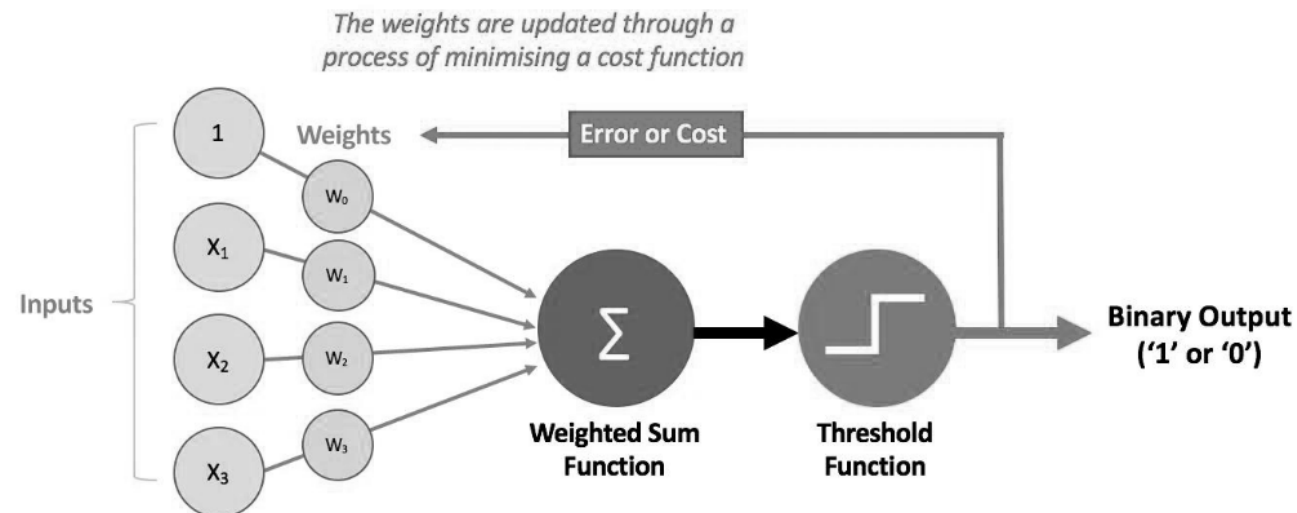 The weights are updated through a
process of minimising a cost function
1
Weights
Error or Cost
W₀
X₁
W₁
Inputs
Σ
Binary Output
(‘1’ or ‘0’)
X₂
W₂
Weighted Sum
Function
Threshold
Function
X₃
W₃